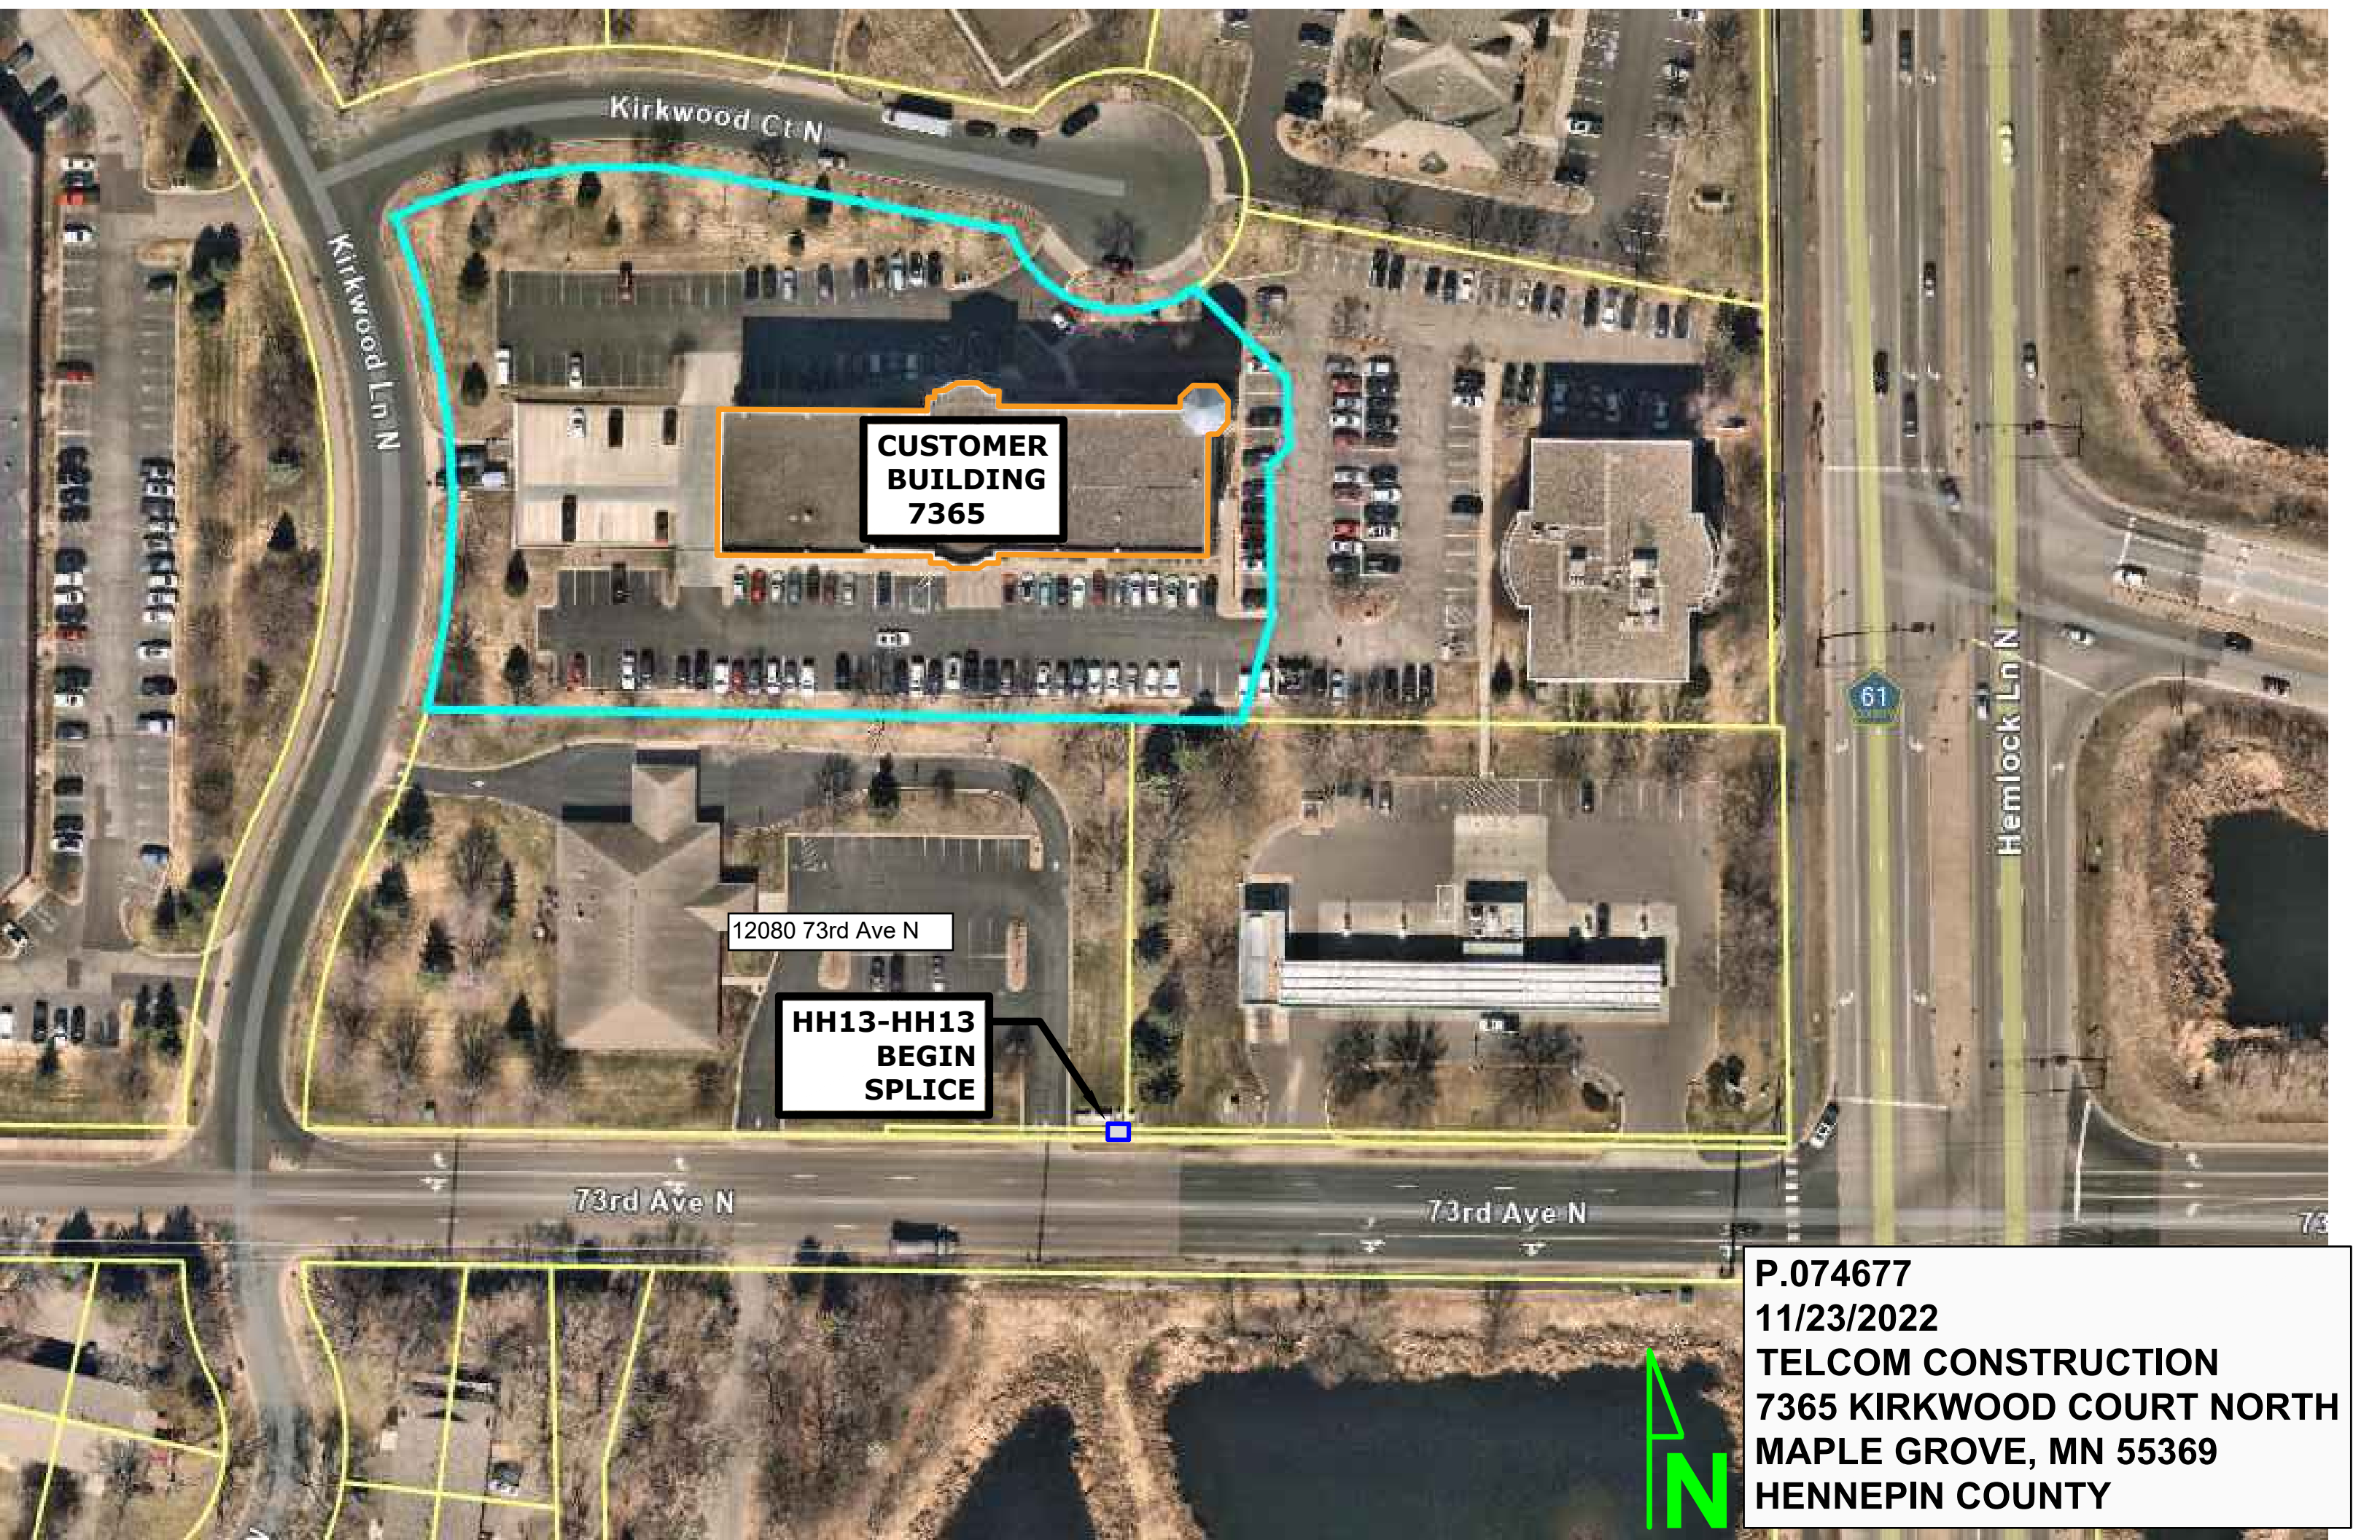 Kirkwood Ct N
Kirkwood Ln N
CUSTOMER
BUILDING
7365
61
Hemlock Ln N
12080 73rd Ave N
HH13-HH13
BEGIN
SPLICE
73rd Ave N
73rd Ave N
73
P.074677
11/23/2022
TELCOM CONSTRUCTION
7365 KIRKWOOD COURT NORTH
MAPLE GROVE, MN 55369
HENNEPIN COUNTY
N